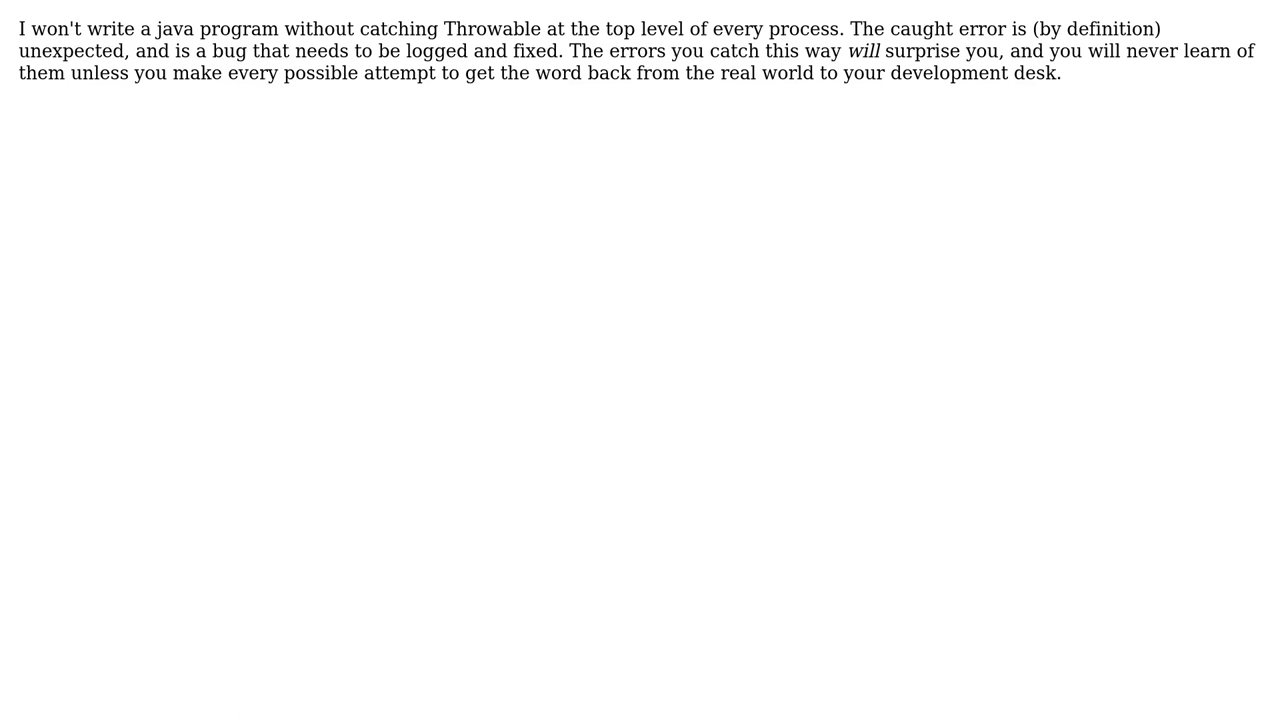 I won't write a java program without catching Throwable at the top level of every process. The caught error is (by definition)
unexpected, and is a bug that needs to be logged and fixed. The errors you catch this way will surprise you, and you will never learn of
them unless you make every possible attempt to get the word back from the real world to your development desk.